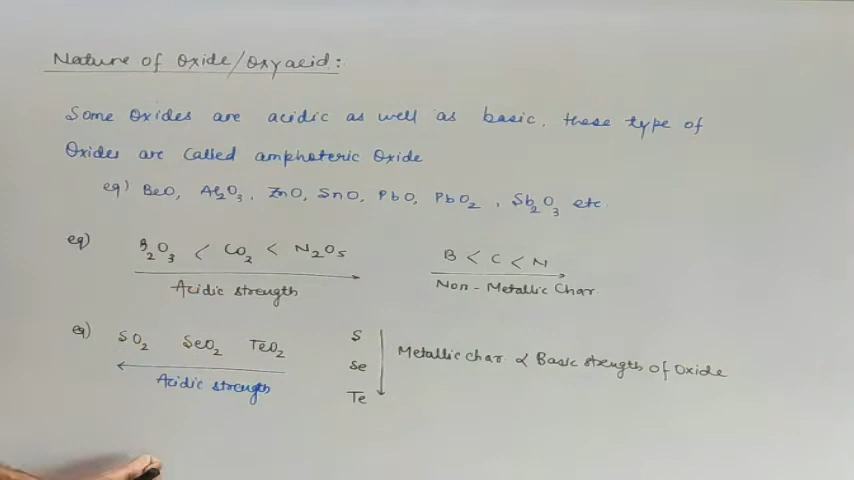 Nature of Oxide/Oxyacid:
Some Oxides are acidic as well as basic, these type of
Oxides are called amphoteric Oxide
eg) BeO, Al₂O₃, ZnO, SnO, PbO, PbO₂, Sb₂O₃ etc.
eg) B₂O₃ < CO₂ < N₂O₅ B < C < N
Acidic strength Non-Metallic Char.
eg) SO₂ SeO₂ TeO₂ S
Acidic strength Se Metallic char ∝ Basic strength of Oxide
Te